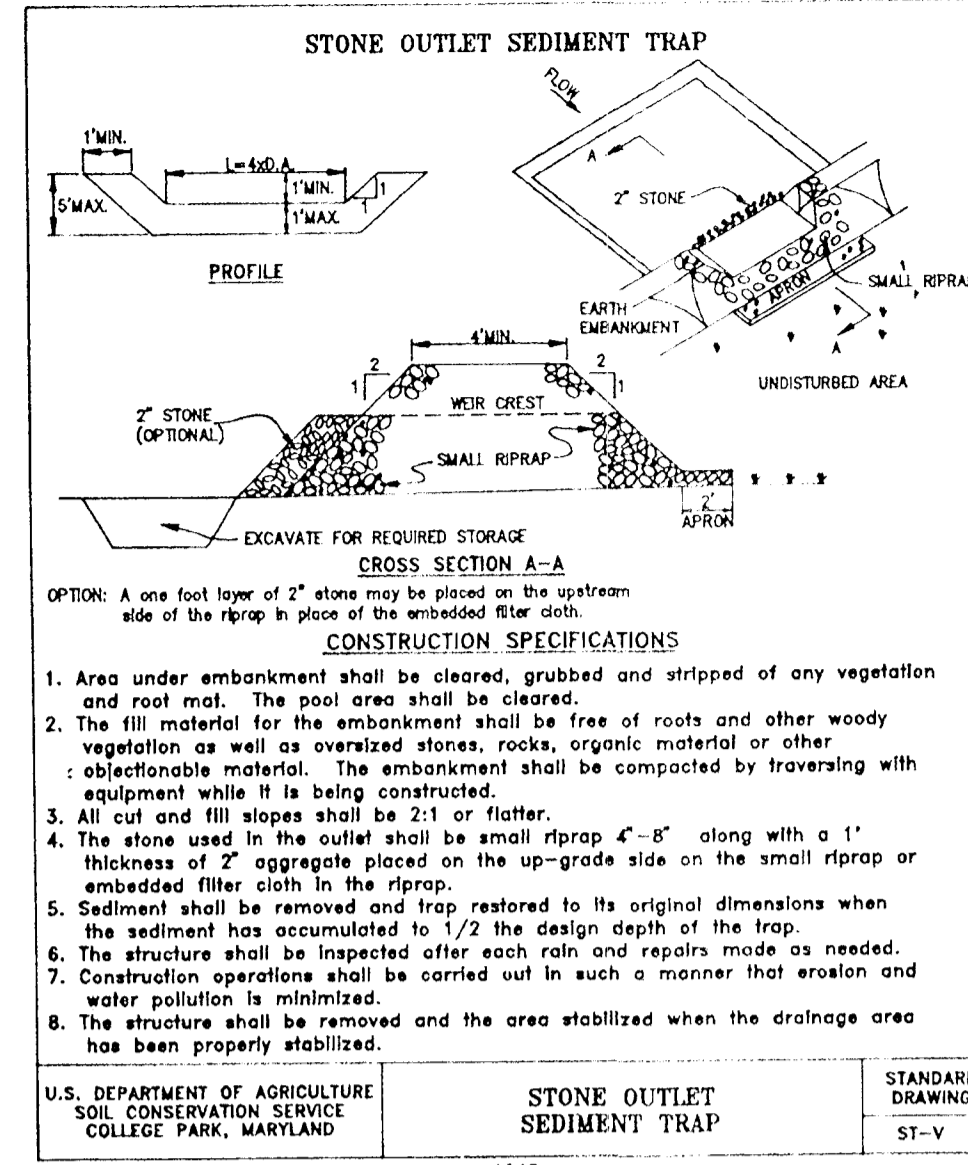 STONE OUTLET SEDIMENT TRAP
FLOW
1'MIN.
L=4xD.A.
5'MAX.
1'MIN.
1'MAX.
1
1
PROFILE
A
2" STONE
APRON
SMALL RIPRAP
EARTH
EMBANKMENT
A
UNDISTURBED AREA
4'MIN.
2
1
2
1
WEIR CREST
2" STONE
(OPTIONAL)
SMALL RIPRAP
2'
APRON
EXCAVATE FOR REQUIRED STORAGE
CROSS SECTION A-A
OPTION: A one foot layer of 2" stone may be placed on the upstream
side of the riprap in place of the embedded filter cloth.
CONSTRUCTION SPECIFICATIONS
1. Area under embankment shall be cleared, grubbed and stripped of any vegetation
and root mat. The pool area shall be cleared.
2. The fill material for the embankment shall be free of roots and other woody
vegetation as well as oversized stones, rocks, organic material or other
objectionable material. The embankment shall be compacted by traversing with
equipment while it is being constructed.
3. All cut and fill slopes shall be 2:1 or flatter.
4. The stone used in the outlet shall be small riprap 4"-8" along with a 1'
thickness of 2" aggregate placed on the up-grade side on the small riprap or
embedded filter cloth in the riprap.
5. Sediment shall be removed and trap restored to its original dimensions when
the sediment has accumulated to 1/2 the design depth of the trap.
6. The structure shall be inspected after each rain and repairs made as needed.
7. Construction operations shall be carried out in such a manner that erosion and
water pollution is minimized.
8. The structure shall be removed and the area stabilized when the drainage area
has been properly stabilized.
U.S. DEPARTMENT OF AGRICULTURE
SOIL CONSERVATION SERVICE
COLLEGE PARK, MARYLAND
STONE OUTLET
SEDIMENT TRAP
STANDARD
DRAWING
ST-V